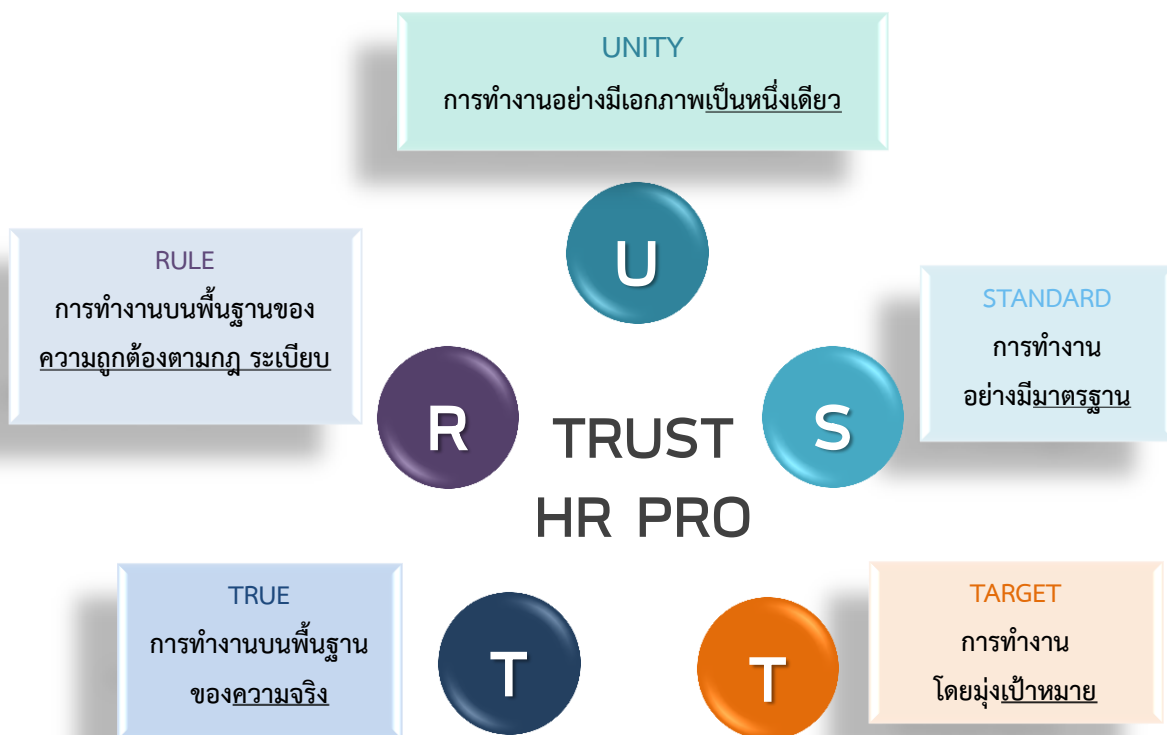 UNITY
การทำงานอย่างมีเอกภาพเป็นหนึ่งเดียว
U
RULE
การทำงานบนพื้นฐานของ
ความถูกต้องตามกฎ ระเบียบ
R
STANDARD
การทำงาน
อย่างมีมาตรฐาน
S
TRUST
HR PRO
TRUE
การทำงานบนพื้นฐาน
ของความจริง
T
TARGET
การทำงาน
โดยมุ่งเป้าหมาย
T